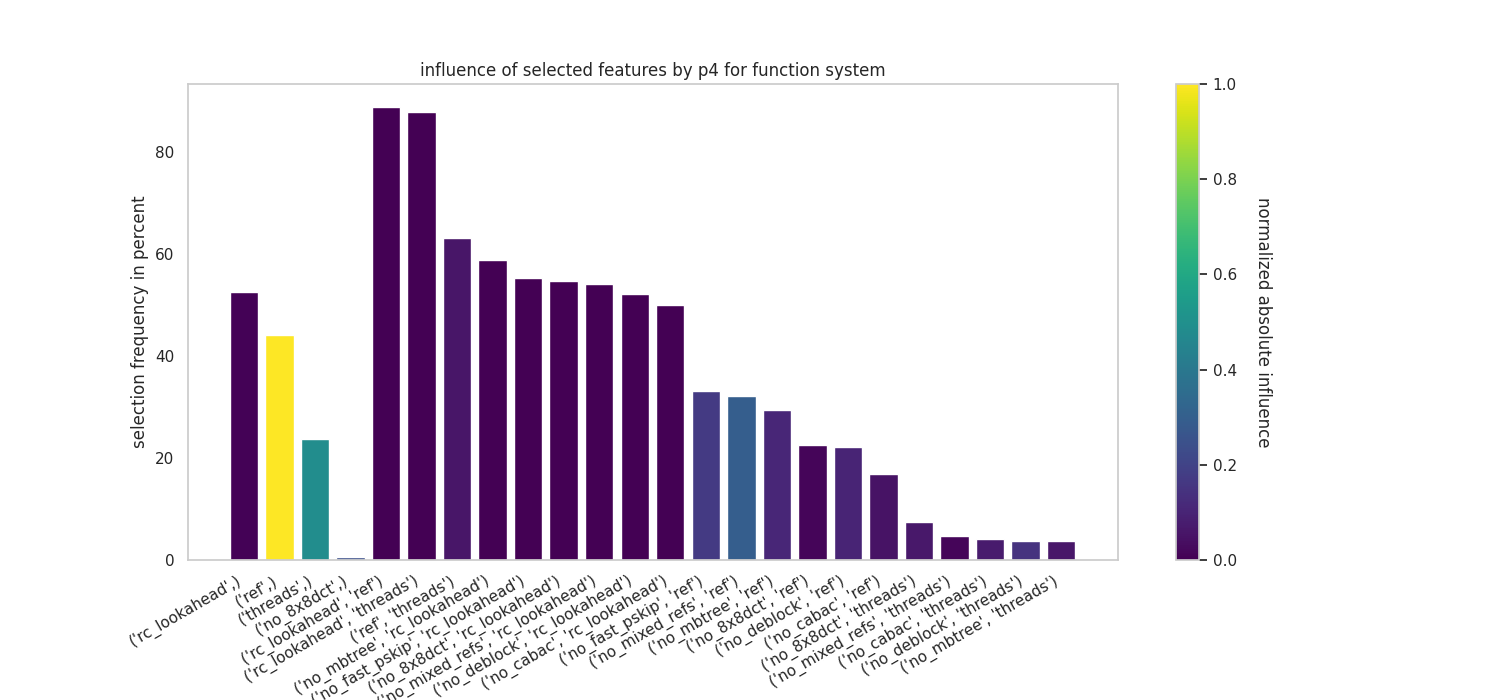 influence of selected features by p4 for function system
selection frequency in percent
80
60
40
20
0
('rc_lookahead',)
('ref',)
('threads',)
('no_8x8dct',)
('rc_lookahead', 'ref')
('rc_lookahead', 'threads')
('ref', 'threads')
('no_mbtree', 'rc_lookahead')
('no_fast_pskip', 'rc_lookahead')
('no_8x8dct', 'rc_lookahead')
'no_mixed_refs', 'rc_lookahead')
('no_deblock', 'rc_lookahead')
('no_cabac', 'rc_lookahead')
('no_fast_pskip', 'ref')
('no_mixed_refs', 'ref')
('no_mbtree', 'ref')
('no_8x8dct', 'ref')
('no_deblock', 'ref')
('no_cabac', 'ref')
('no_8x8dct', 'threads')
('no_mixed_refs', 'threads')
('no_cabac', 'threads')
('no_deblock', 'threads')
('no_mbtree', 'threads')
1.0
0.8
0.6
0.4
0.2
0.0
normalized absolute influence